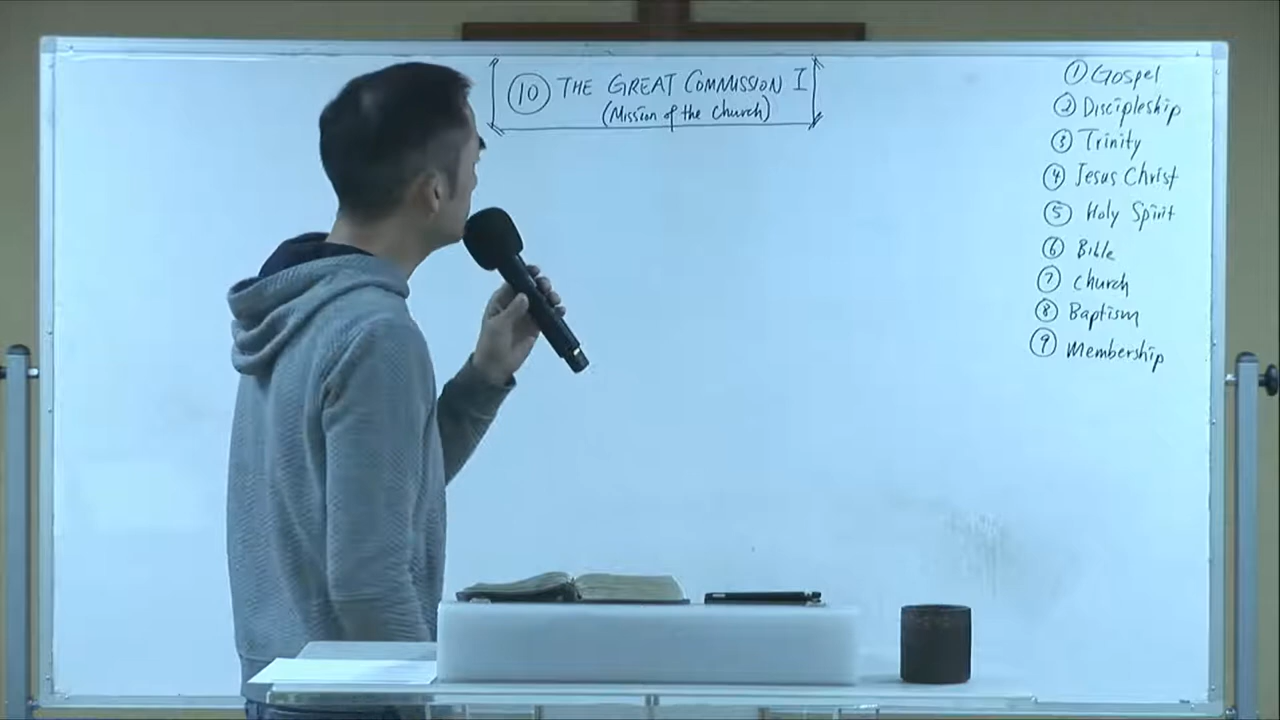 ⑩ THE GREAT COMMISSION I
(Mission of the Church)
① Gospel
② Discipleship
③ Trinity
④ Jesus Christ
⑤ Holy Spirit
⑥ Bible
⑦ Church
⑧ Baptism
⑨ Membership